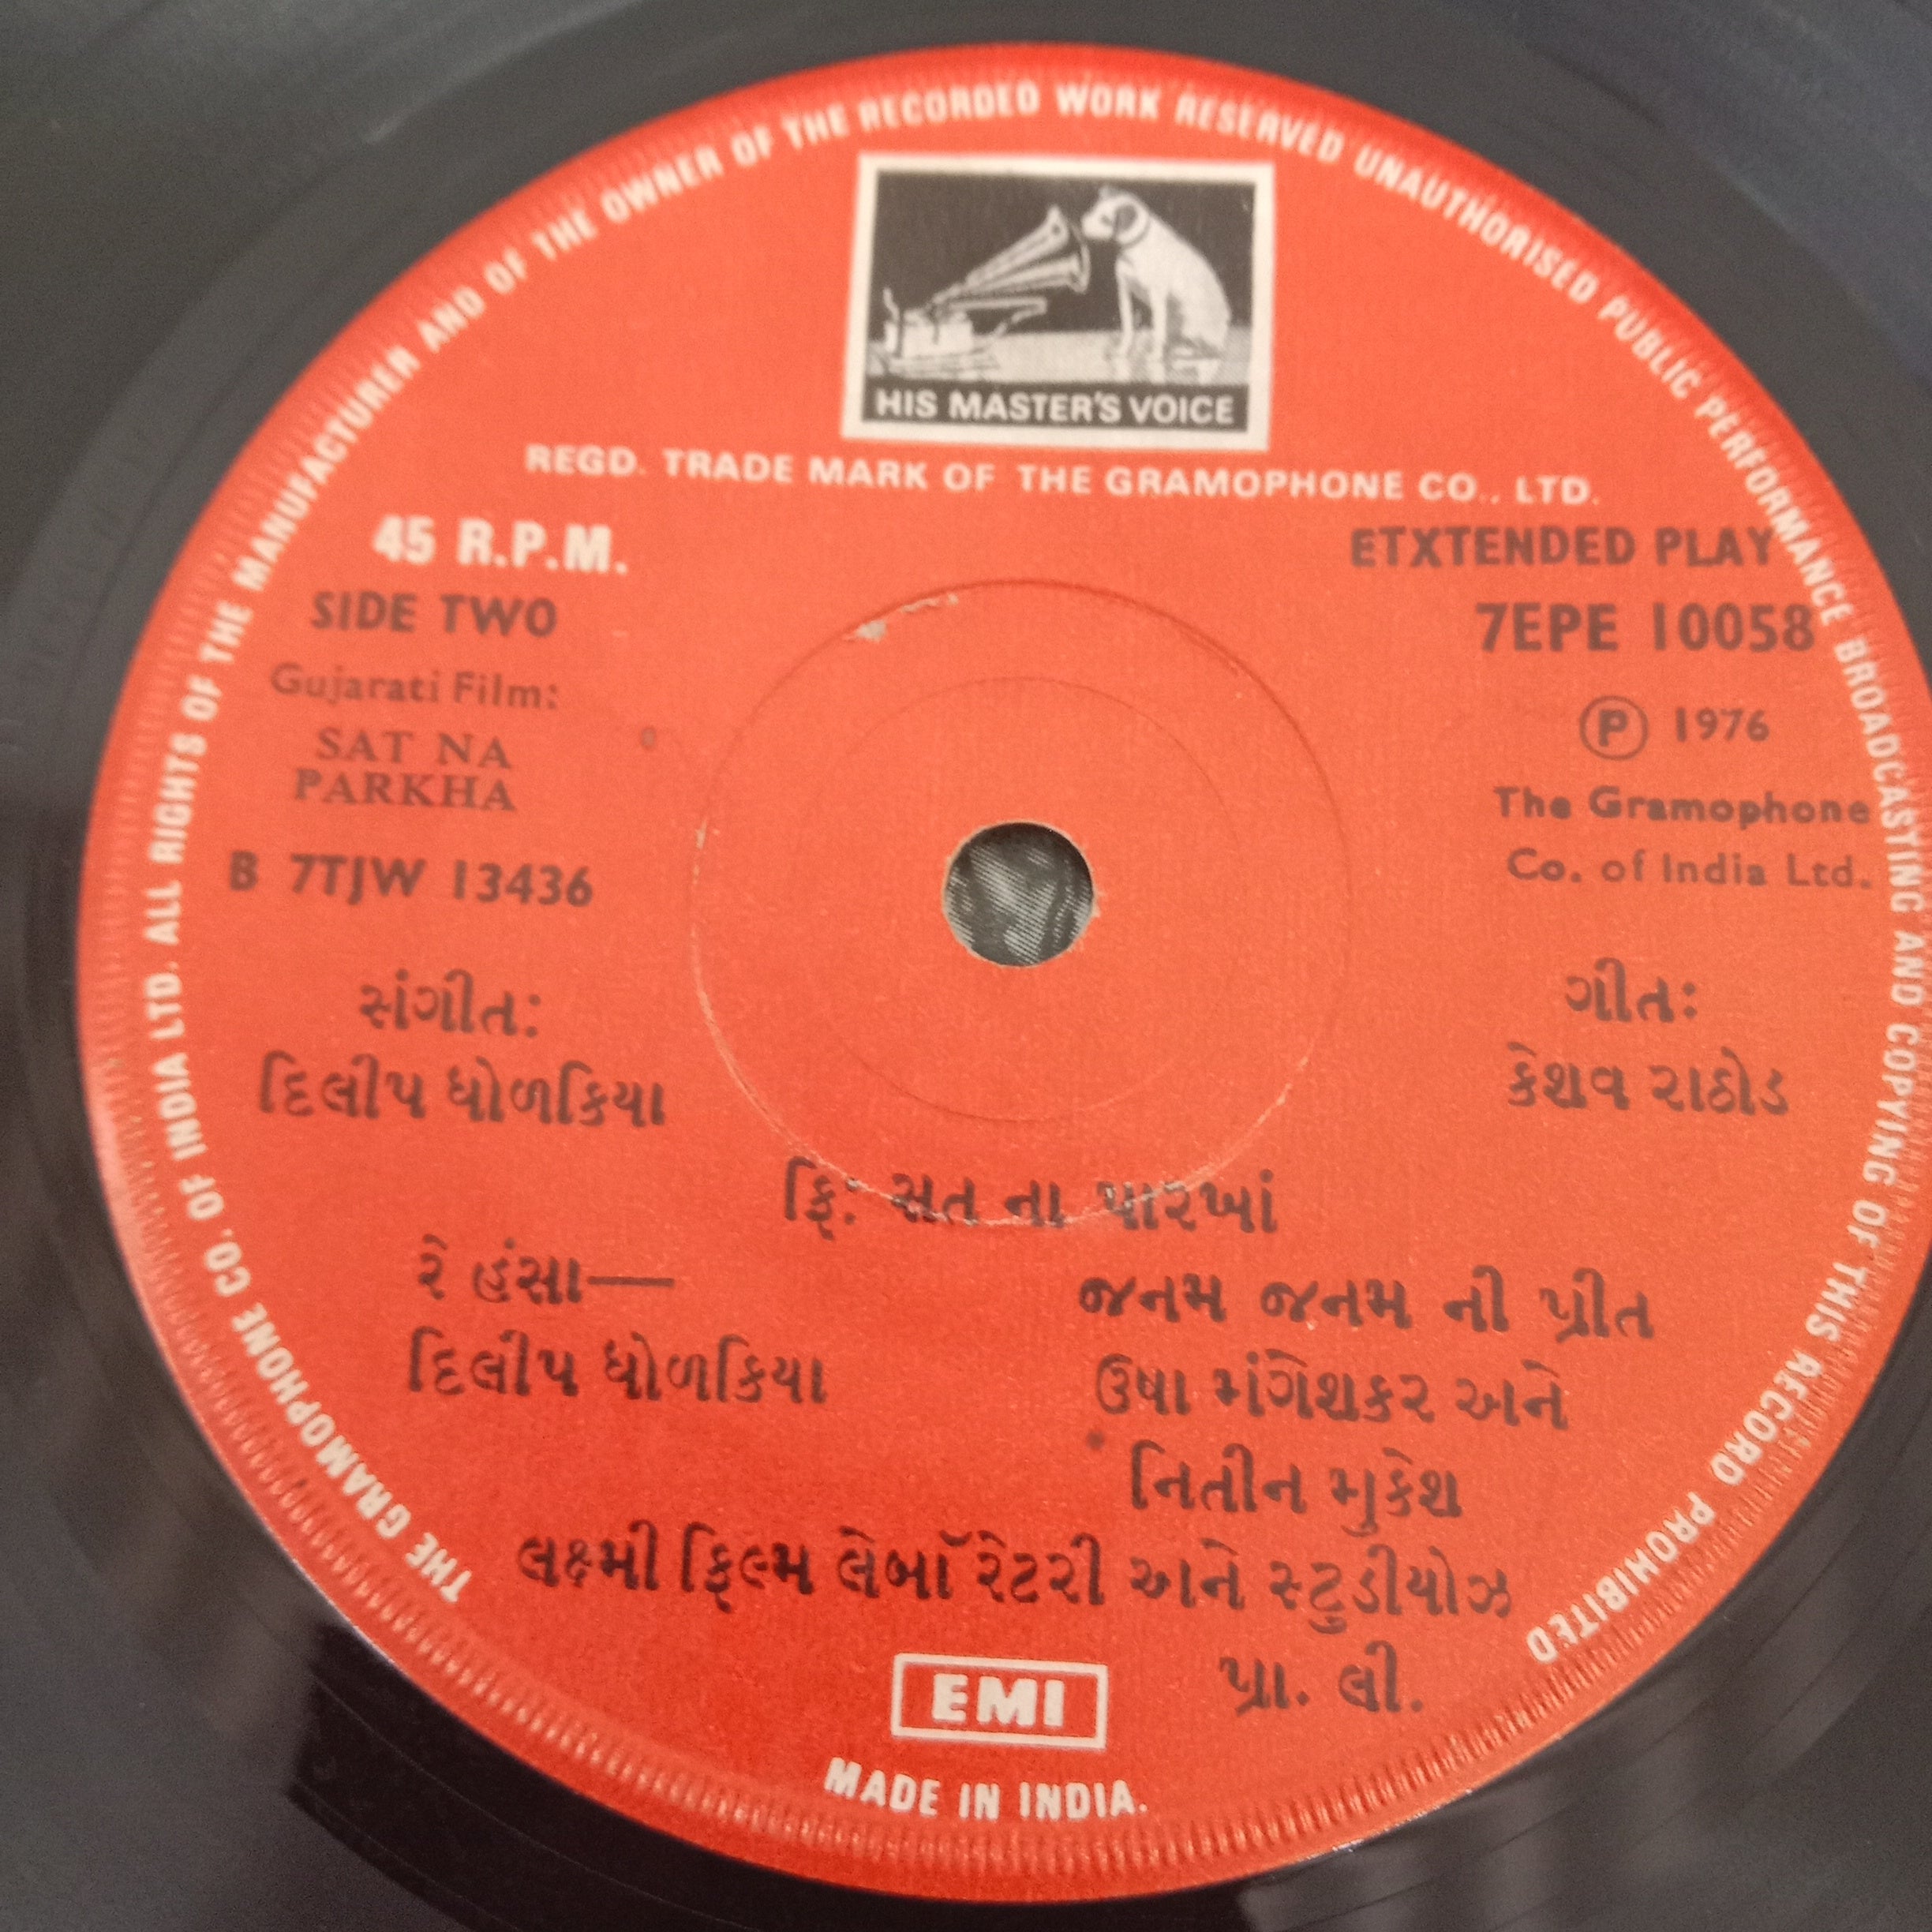 THE GRAMOPHONE CO. OF INDIA LTD. ALL RIGHTS OF THE MANUFACTURER AND OF THE OWNER OF THE RECORDED WORK RESERVED UNAUTHORISED PUBLIC PERFORMANCE BROADCASTING AND COPYING OF THIS RECORD PROHIBITED
HIS MASTER'S VOICE
REGD. TRADE MARK OF THE GRAMOPHONE CO., LTD.
45 R.P.M.
SIDE TWO
Gujarati Film:
SAT NA
PARKHA
B 7TJW 13436
ETXTENDED PLAY
7EPE 10058
Ⓟ 1976
The Gramophone
Co. of India Ltd.
સંગીત:
દિલીપ ધોળકિયા
ગીત:
કેશવ રાઠોડ
ફિ: સત ના પારખાં
રે હંસા—
દિલીપ ધોળકિયા
જનમ જનમ ની પ્રીત
ઉષા મંગેશકર અને
નિતીન મુકેશ
લક્ષ્મી ફિલ્મ લેબૉરેટરી અને સ્ટુડીયોઝ
પ્રા. લી.
EMI
MADE IN INDIA.